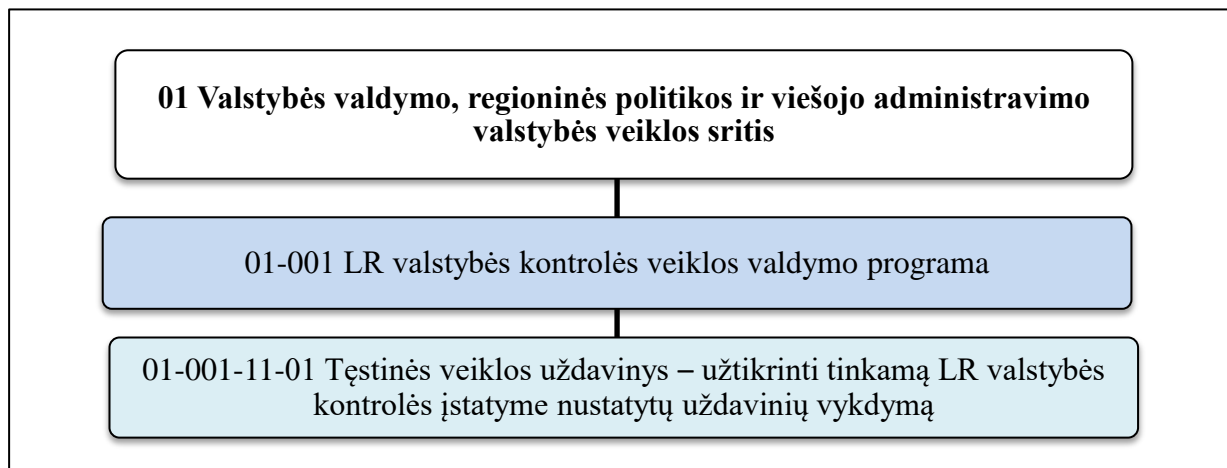 01 Valstybės valdymo, regioninės politikos ir viešojo administravimo
valstybės veiklos sritis
01-001 LR valstybės kontrolės veiklos valdymo programa
01-001-11-01 Tęstinės veiklos uždavinys – užtikrinti tinkamą LR valstybės
kontrolės įstatyme nustatytų uždavinių vykdymą